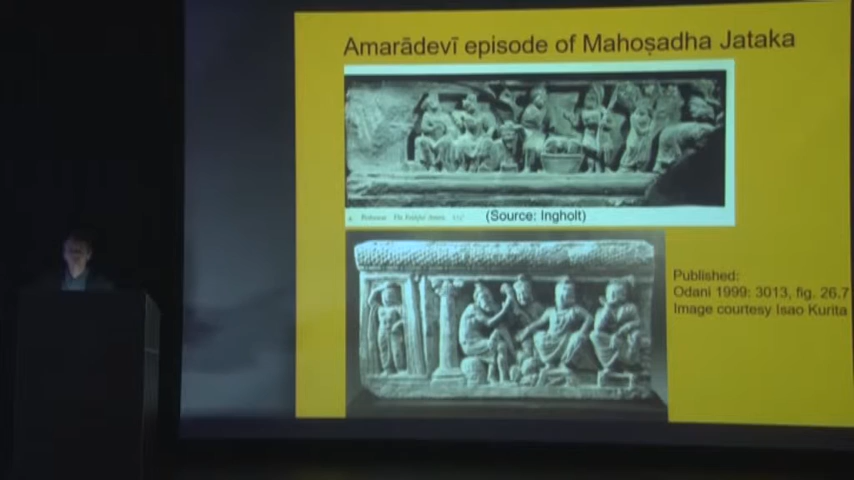 Amarādevī episode of Mahoṣadha Jataka
(Source: Ingholt)
Published:
Odani 1999: 3013, fig. 26.7
Image courtesy Isao Kurita